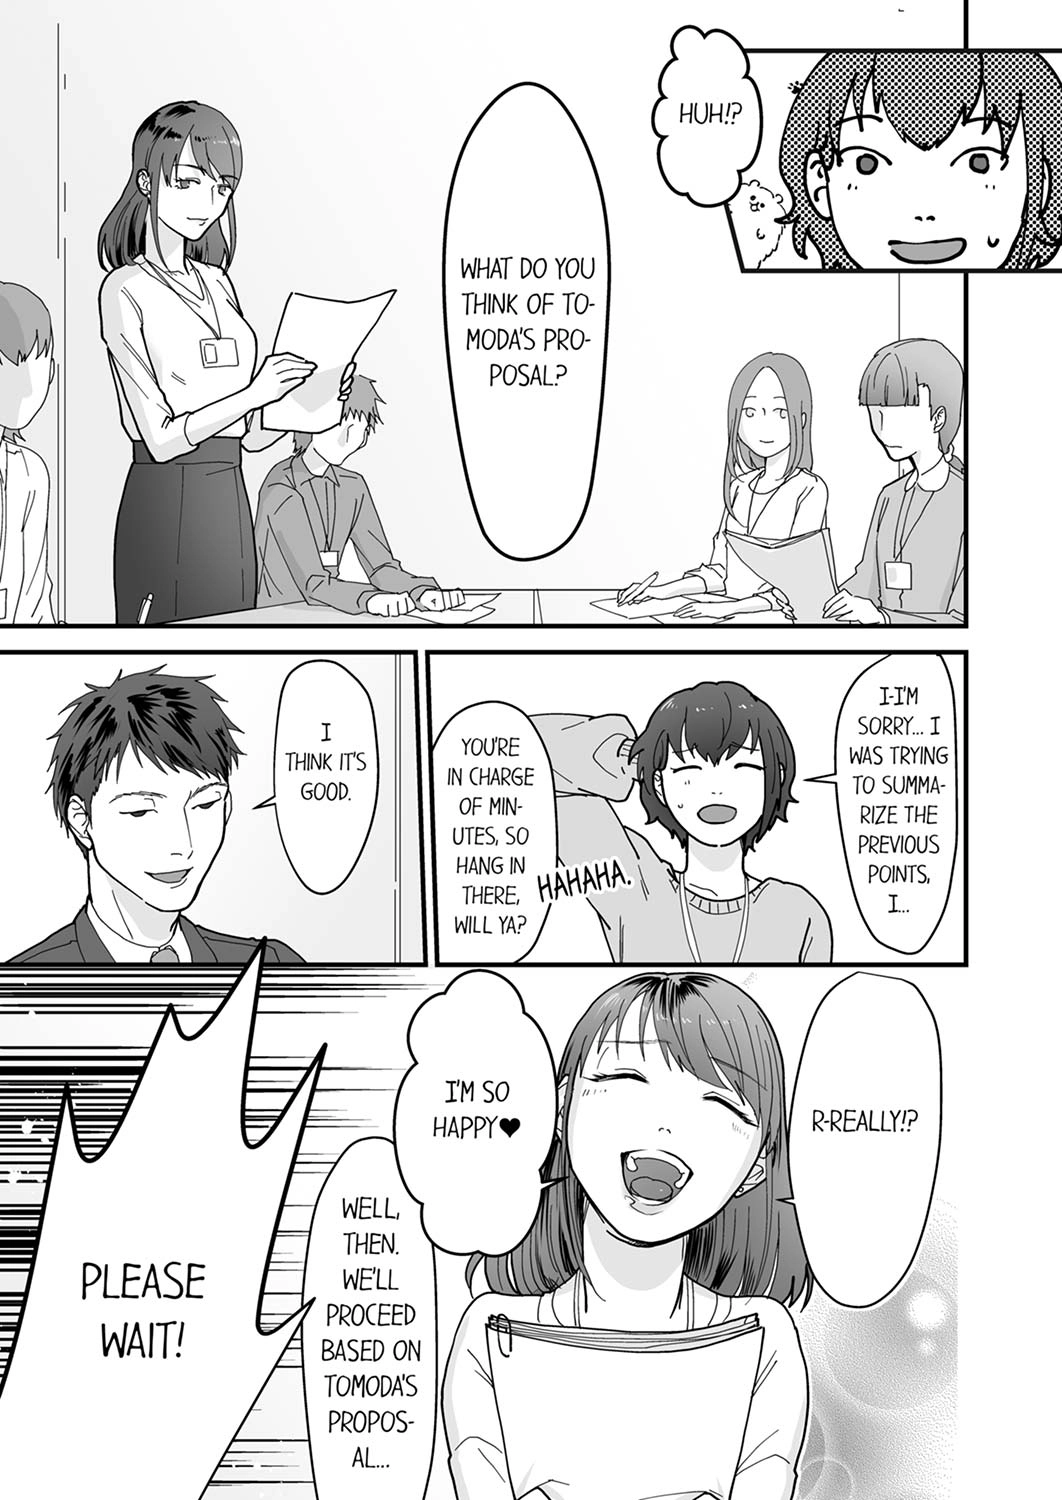 HUH!?
WHAT DO YOU
THINK OF TO-
MODA'S PRO-
POSAL?
I-I'M
SORRY... I
WAS TRYING
TO SUMMA-
RIZE THE
PREVIOUS
POINTS,
I...
YOU'RE
IN CHARGE
OF MIN-
UTES, SO
HANG IN
THERE,
WILL YA?
HAHAHA.
I
THINK IT'S
GOOD.
R-REALLY!?
I'M SO
HAPPY♥
WELL,
THEN.
WE'LL
PROCEED
BASED ON
TOMODA'S
PROPOS-
AL...
PLEASE
WAIT!